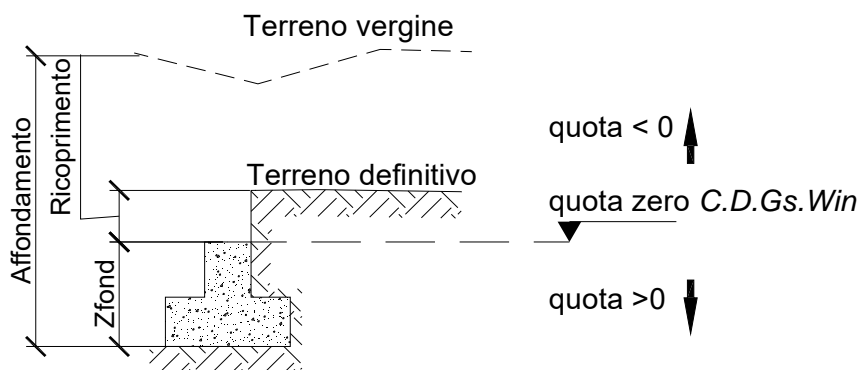 Terreno vergine
Affondamento
Ricoprimento
quota < 0
Terreno definitivo
quota zero C.D.Gs.Win
Zfond
quota >0